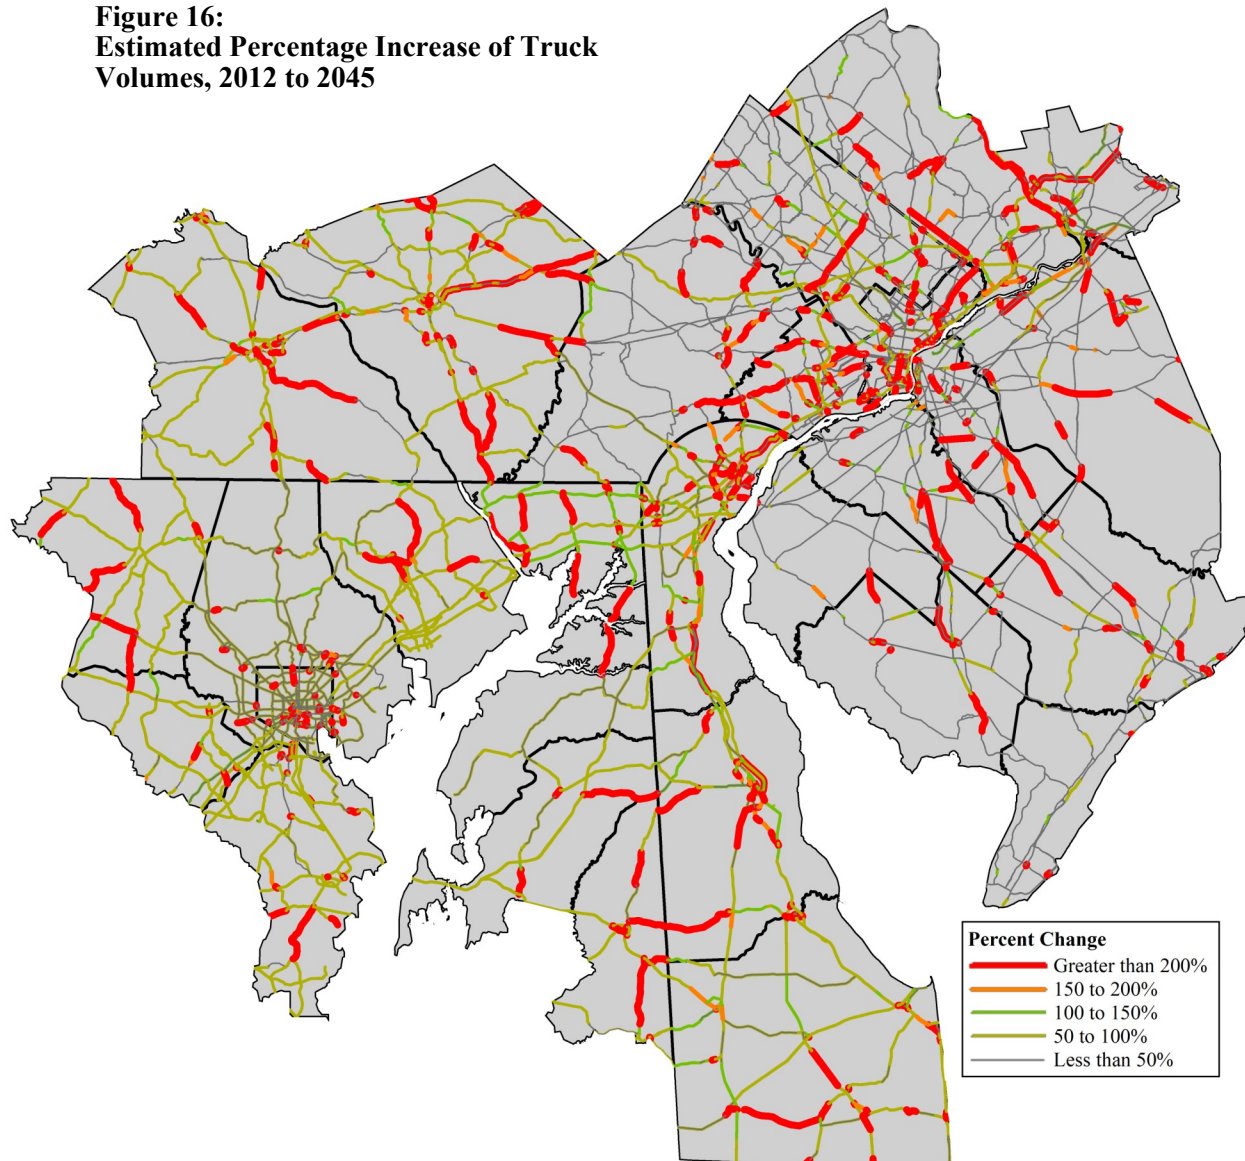 Figure 16:
Estimated Percentage Increase of Truck
Volumes, 2012 to 2045
Percent Change
Greater than 200%
150 to 200%
100 to 150%
50 to 100%
Less than 50%